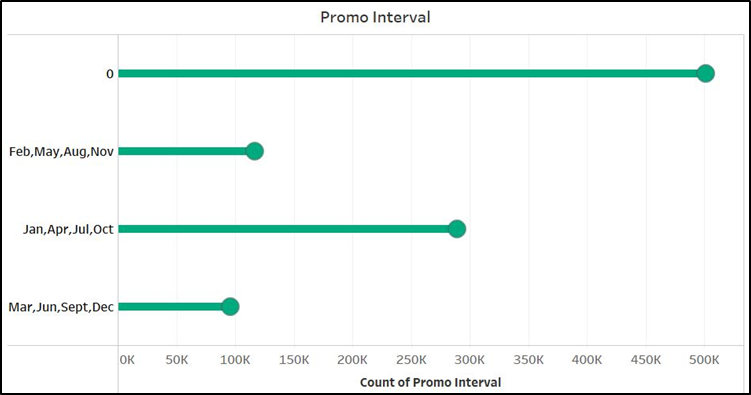 Promo Interval
0
Feb,May,Aug,Nov
Jan,Apr,Jul,Oct
Mar,Jun,Sept,Dec
0K 50K 100K 150K 200K 250K 300K 350K 400K 450K 500K
Count of Promo Interval